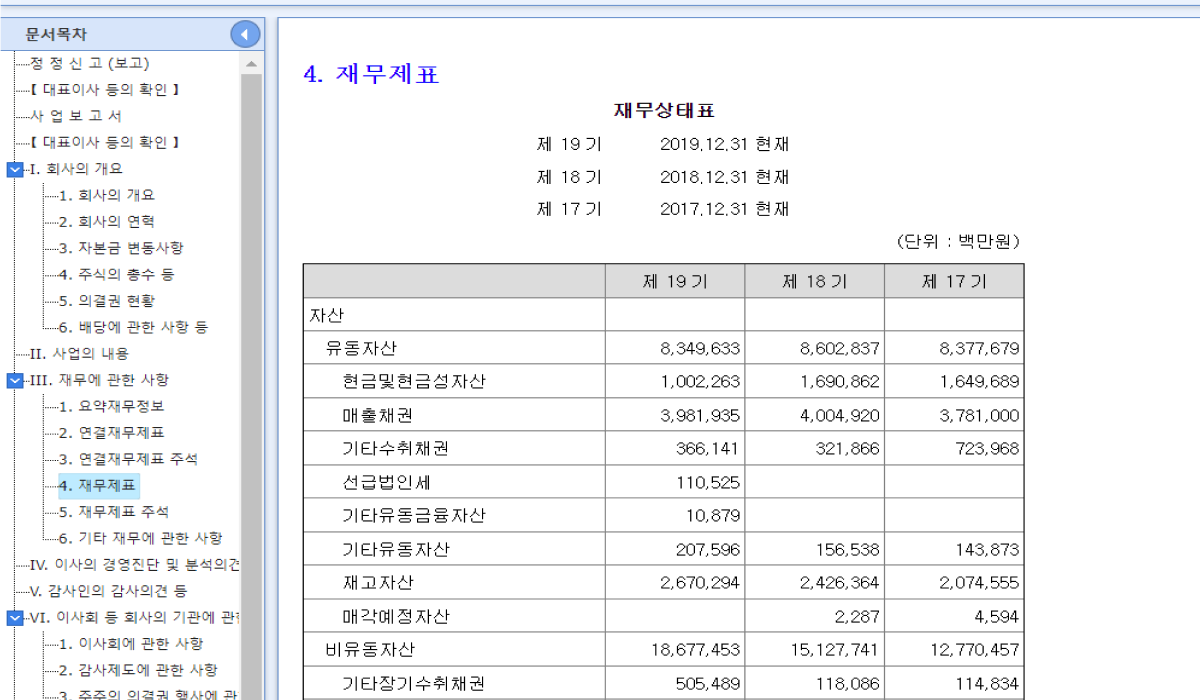 문서목차
정 정 신 고 (보고)
【 대표이사 등의 확인 】
사 업 보 고 서
【 대표이사 등의 확인 】
I. 회사의 개요
1. 회사의 개요
2. 회사의 연혁
3. 자본금 변동사항
4. 주식의 총수 등
5. 의결권 현황
6. 배당에 관한 사항 등
II. 사업의 내용
III. 재무에 관한 사항
1. 요약재무정보
2. 연결재무제표
3. 연결재무제표 주석
4. 재무제표
5. 재무제표 주석
6. 기타 재무에 관한 사항
IV. 이사의 경영진단 및 분석의견
V. 감사인의 감사의견 등
VI. 이사회 등 회사의 기관에 관한
1. 이사회에 관한 사항
2. 감사제도에 관한 사항
3. 주주의 의결권 행사에 관
4. 재무제표
재무상태표
제 19 기 2019.12.31 현재
제 18 기 2018.12.31 현재
제 17 기 2017.12.31 현재
(단위 : 백만원)
제 19 기 제 18 기 제 17 기
자산
유동자산 8,349,633 8,602,837 8,377,679
현금및현금성자산 1,002,263 1,690,862 1,649,689
매출채권 3,981,935 4,004,920 3,781,000
기타수취채권 366,141 321,866 723,968
선급법인세 110,525
기타유동금융자산 10,879
기타유동자산 207,596 156,538 143,873
재고자산 2,670,294 2,426,364 2,074,555
매각예정자산 2,287 4,594
비유동자산 18,677,453 15,127,741 12,770,457
기타장기수취채권 505,489 118,086 114,834